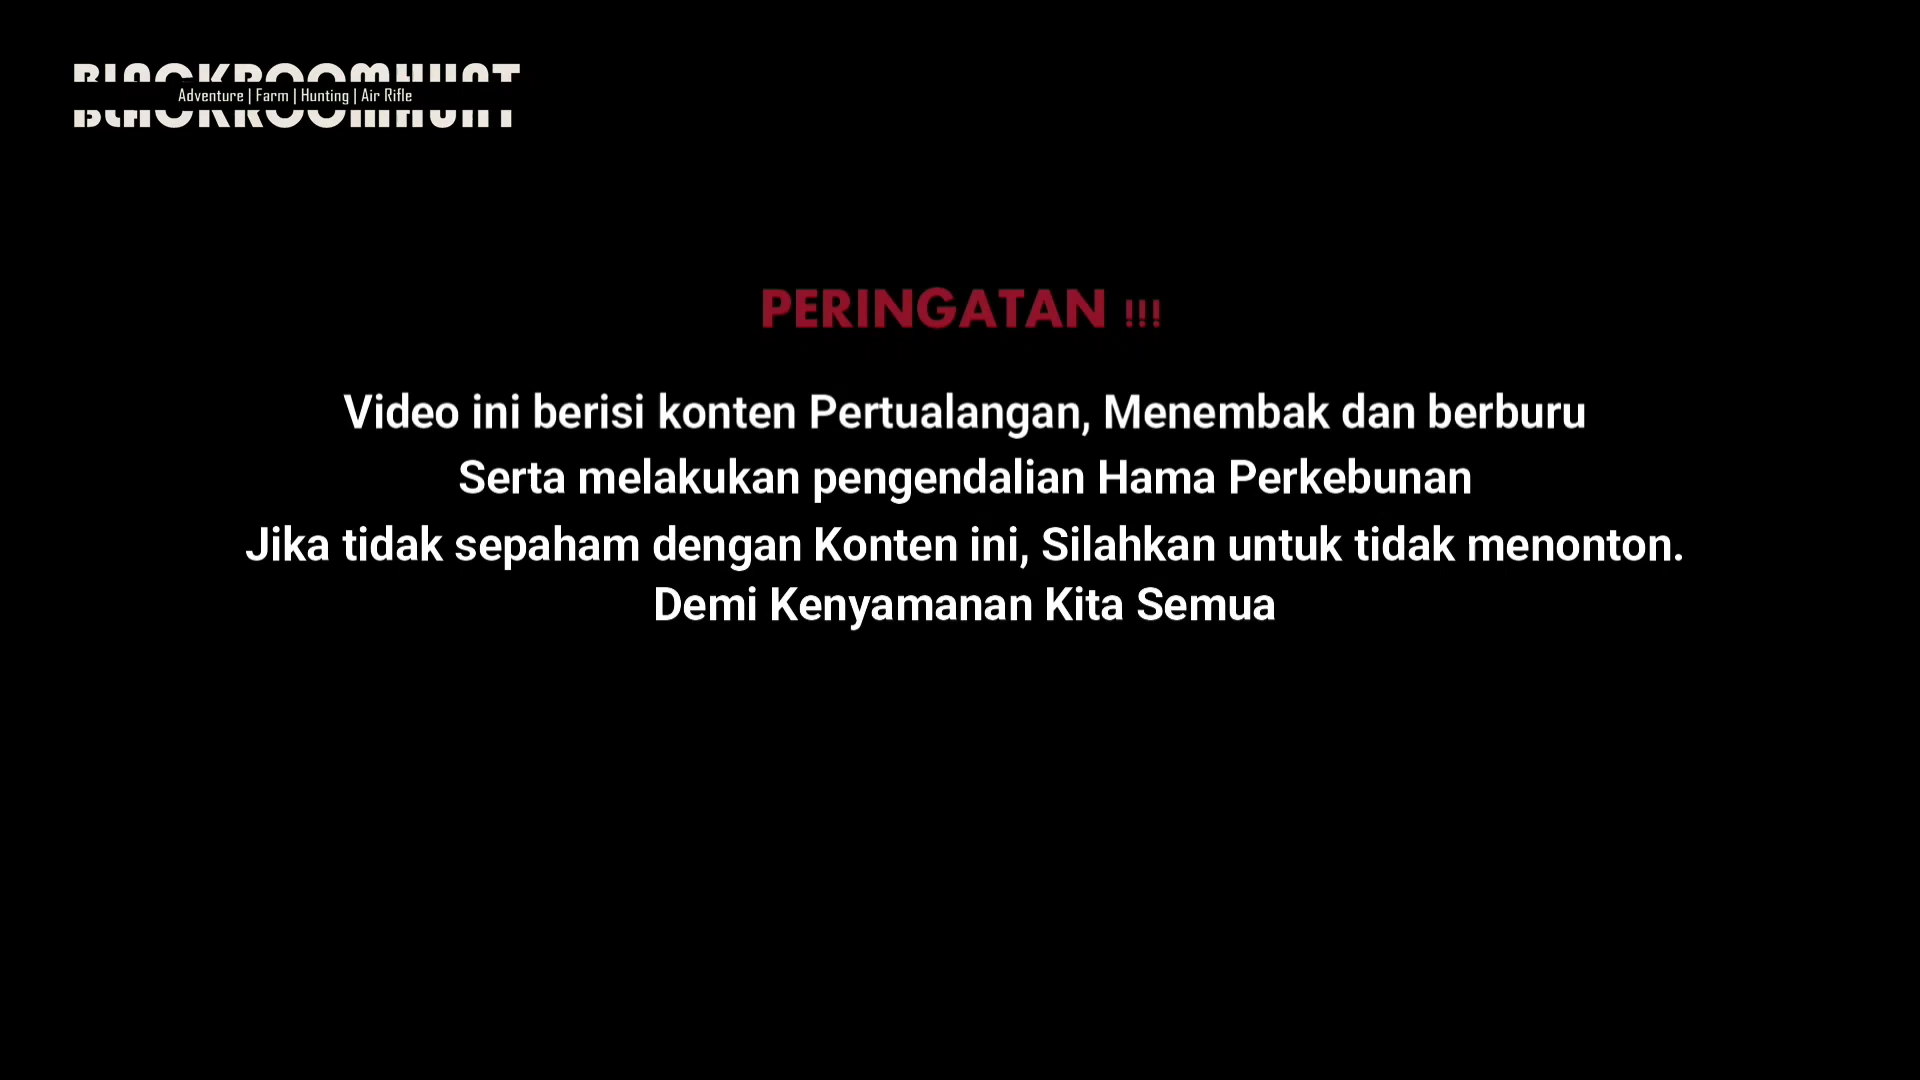 BLACKROOMHUNT
Adventure | Farm | Hunting | Air Rifle
PERINGATAN !!!
Video ini berisi konten Pertualangan, Menembak dan berburu
Serta melakukan pengendalian Hama Perkebunan
Jika tidak sepaham dengan Konten ini, Silahkan untuk tidak menonton.
Demi Kenyamanan Kita Semua